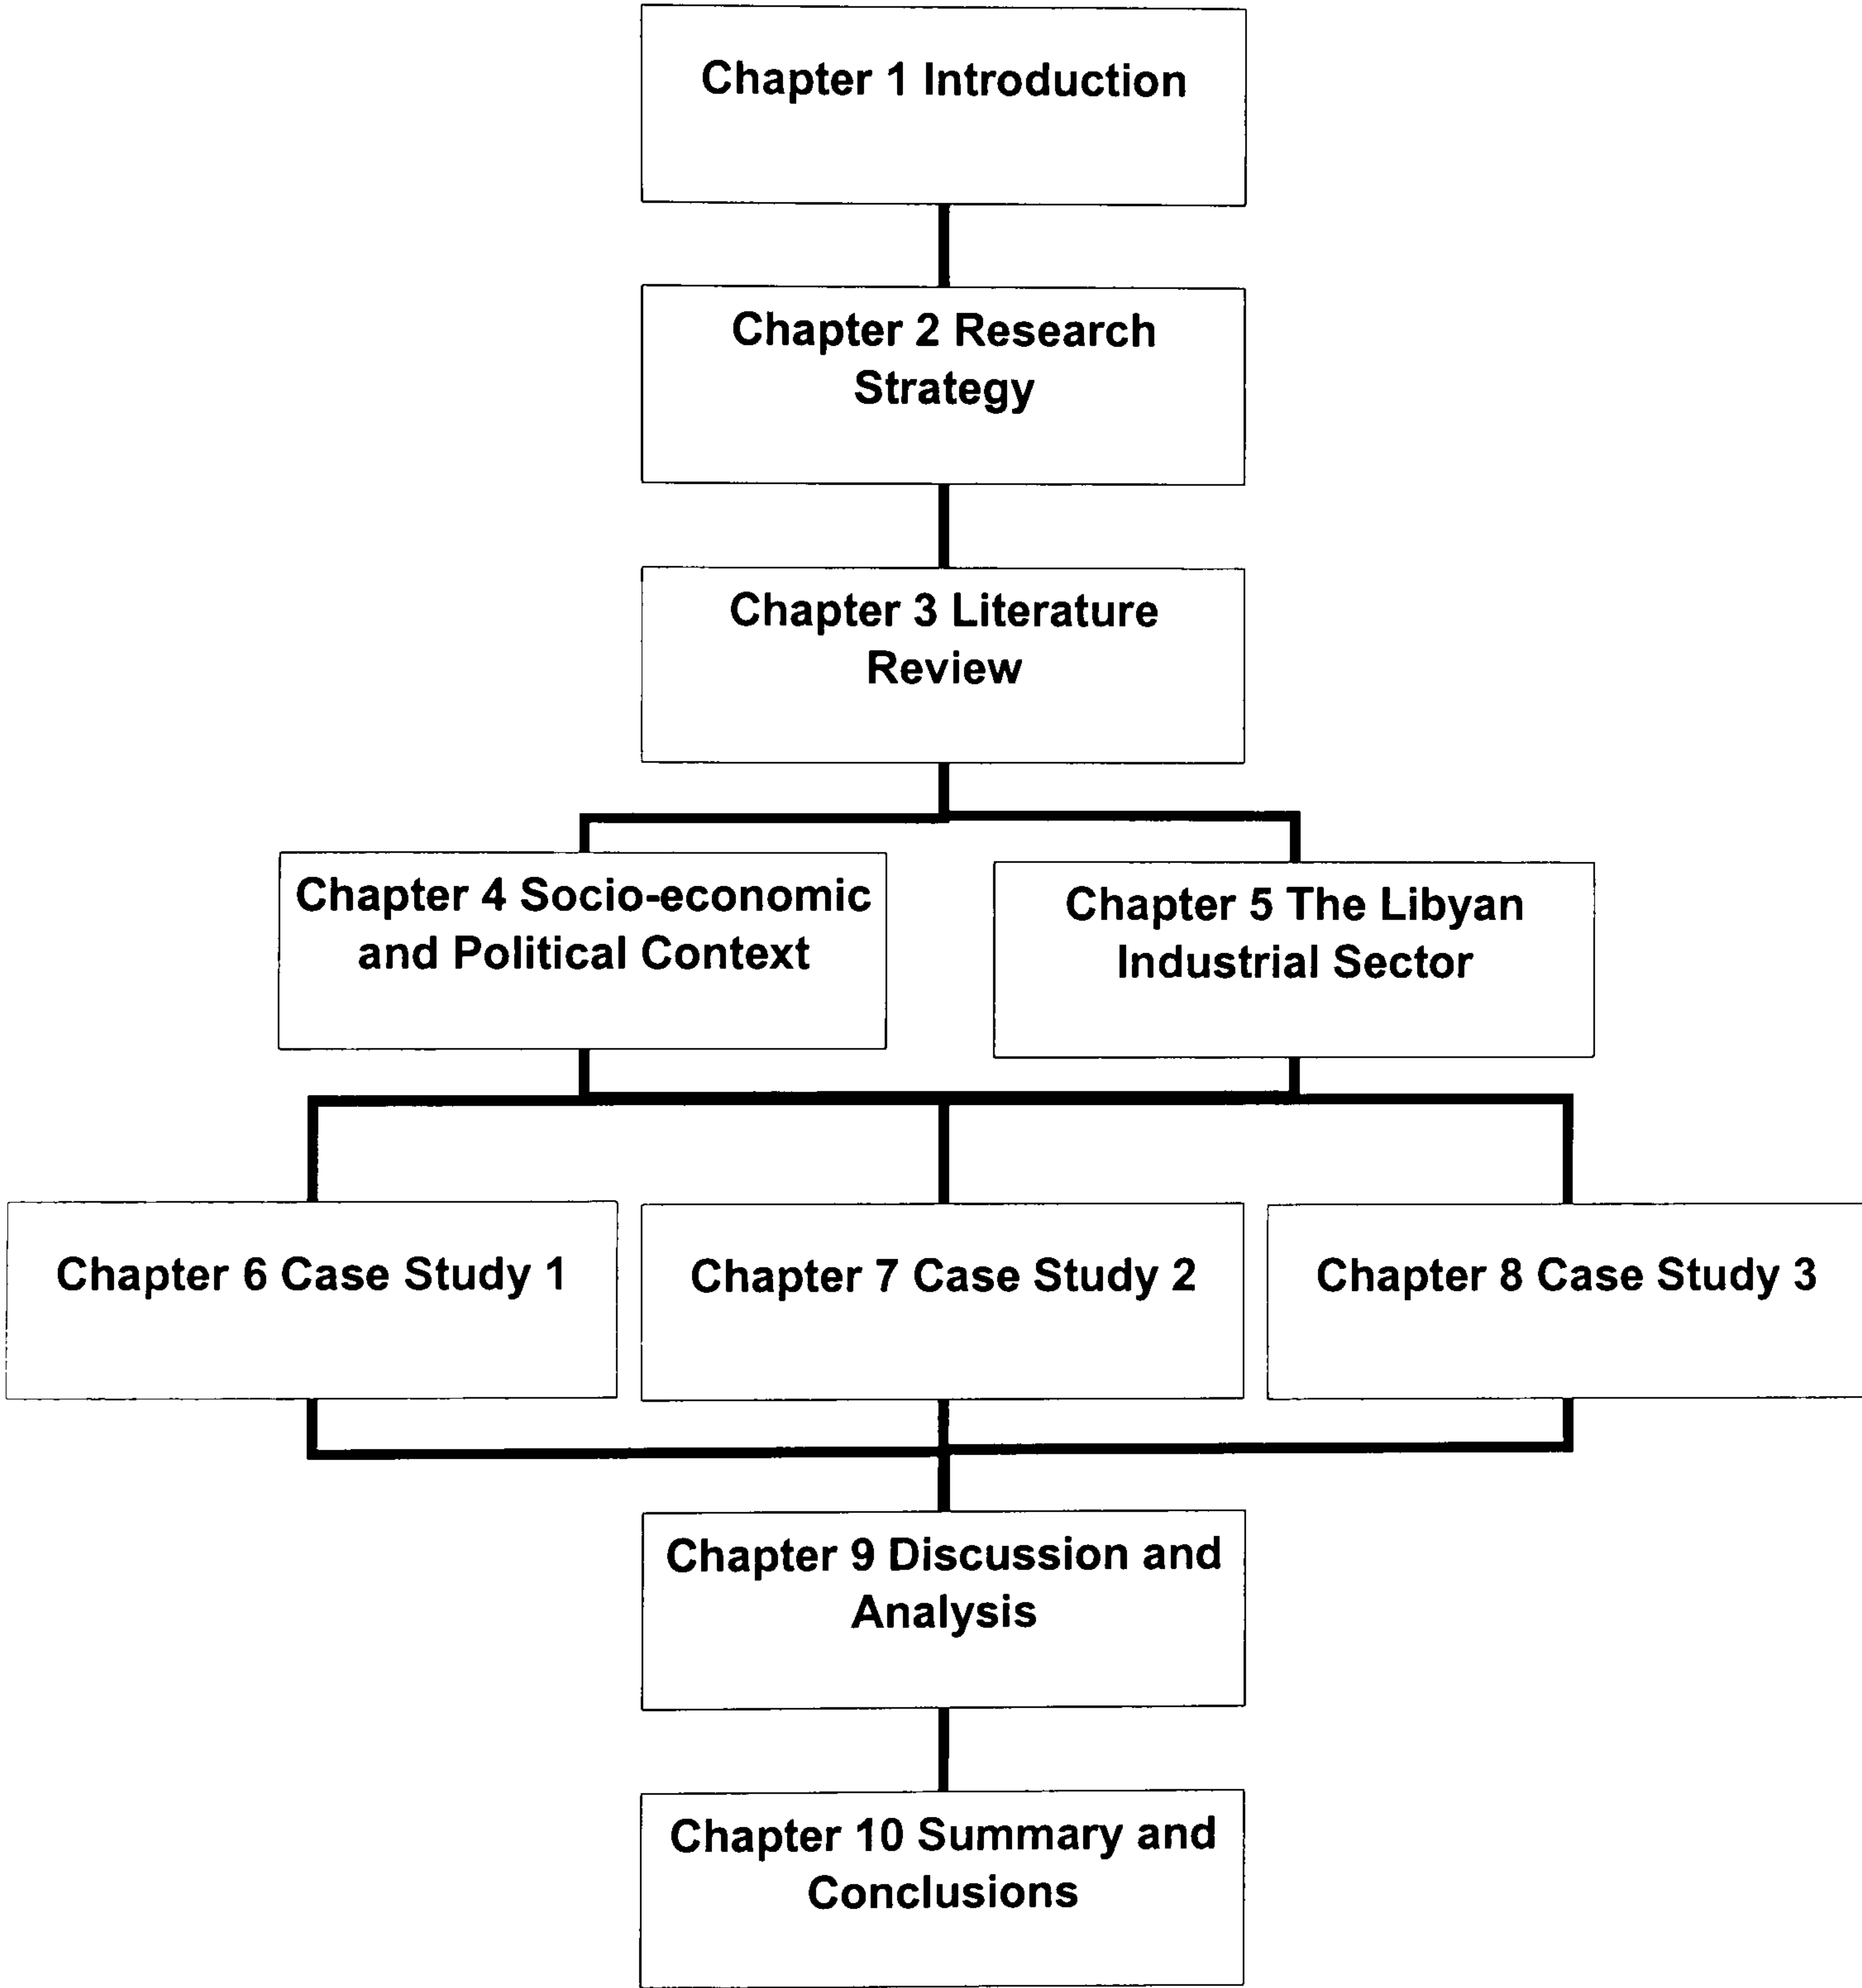 Chapter 1 Introduction
Chapter 2 Research
Strategy
Chapter 3 Literature
Review
Chapter 4 Socio-economic
and Political Context
Chapter 5 The Libyan
Industrial Sector
Chapter 6 Case Study 1
Chapter 7 Case Study 2
Chapter 8 Case Study 3
Chapter 9 Discussion and
Analysis
Chapter 10 Summary and
Conclusions